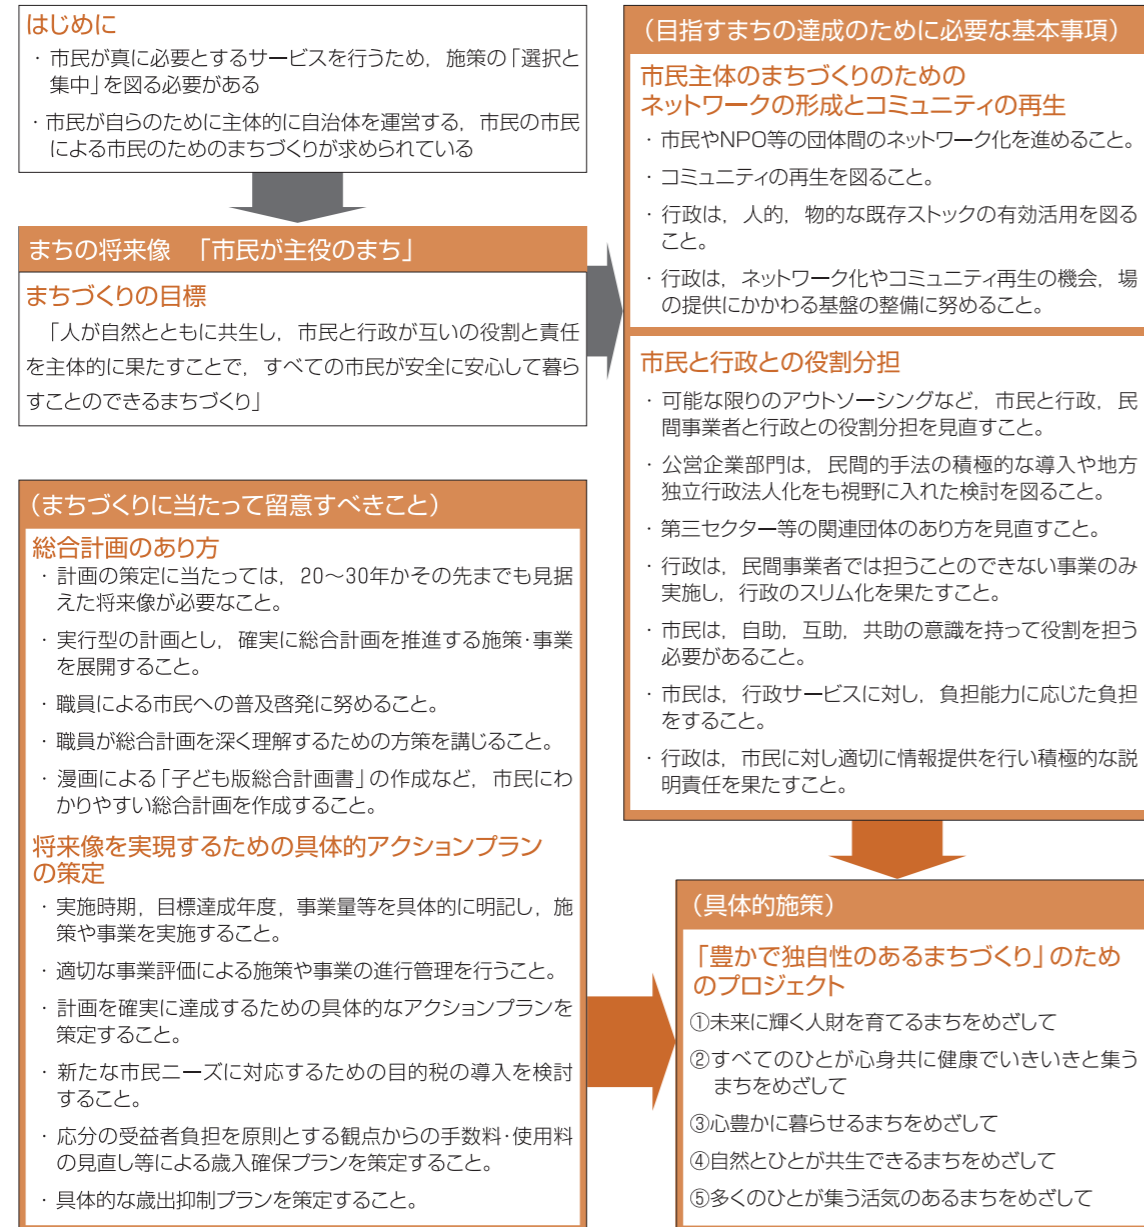 はじめに
・市民が真に必要とするサービスを行うため，施策の「選択と
集中」を図る必要がある
・市民が自らのために主体的に自治体を運営する，市民の市民
による市民のためのまちづくりが求められている
まちの将来像　「市民が主役のまち」
まちづくりの目標
「人が自然とともに共生し，市民と行政が互いの役割と責任
を主体的に果たすことで，すべての市民が安全に安心して暮ら
すことのできるまちづくり」
（まちづくりに当たって留意すべきこと）
総合計画のあり方
・計画の策定に当たっては，20〜30年かその先までも見据
えた将来像が必要なこと。
・実行型の計画とし，確実に総合計画を推進する施策・事業
を展開すること。
・職員による市民への普及啓発に努めること。
・職員が総合計画を深く理解するための方策を講じること。
・漫画による「子ども版総合計画書」の作成など，市民にわ
かりやすい総合計画を作成すること。
将来像を実現するための具体的アクションプラン
の策定
・実施時期，目標達成年度，事業量等を具体的に明記し，施
策や事業を実施すること。
・適切な事業評価による施策や事業の進行管理を行うこと。
・計画を確実に達成するための具体的なアクションプランを
策定すること。
・新たな市民ニーズに対応するための目的税の導入を検討
すること。
・応分の受益者負担を原則とする観点からの手数料・使用料
の見直し等による歳入確保プランを策定すること。
・具体的な歳出抑制プランを策定すること。
（目指すまちの達成のために必要な基本事項）
市民主体のまちづくりのための
ネットワークの形成とコミュニティの再生
・市民やNPO等の団体間のネットワーク化を進めること。
・コミュニティの再生を図ること。
・行政は，人的，物的な既存ストックの有効活用を図る
こと。
・行政は，ネットワーク化やコミュニティ再生の機会，場
の提供にかかわる基盤の整備に努めること。
市民と行政との役割分担
・可能な限りのアウトソーシングなど，市民と行政，民
間事業者と行政との役割分担を見直すこと。
・公営企業部門は，民間的手法の積極的な導入や地方
独立行政法人化をも視野に入れた検討を図ること。
・第三セクター等の関連団体のあり方を見直すこと。
・行政は，民間事業者では担うことのできない事業のみ
実施し，行政のスリム化を果たすこと。
・市民は，自助，互助，共助の意識を持って役割を担う
必要があること。
・市民は，行政サービスに対し，負担能力に応じた負担
をすること。
・行政は，市民に対し適切に情報提供を行い積極的な説
明責任を果たすこと。
（具体的施策）
「豊かで独自性のあるまちづくり」のため
のプロジェクト
①未来に輝く人財を育てるまちをめざして
②すべてのひとが心身共に健康でいきいきと集う
まちをめざして
③心豊かに暮らせるまちをめざして
④自然とひとが共生できるまちをめざして
⑤多くのひとが集う活気のあるまちをめざして